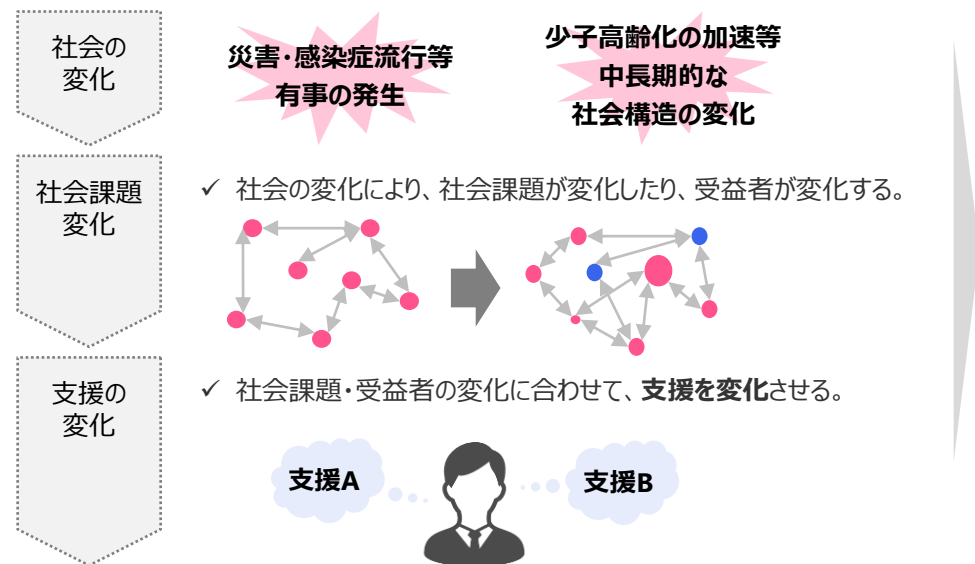 社会の
変化
災害・感染症流行等
有事の発生
少子高齢化の加速等
中長期的な
社会構造の変化
社会課題
変化
✓ 社会の変化により、社会課題が変化したり、受益者が変化する。
支援の
変化
✓ 社会課題・受益者の変化に合わせて、支援を変化させる。
支援A
支援B